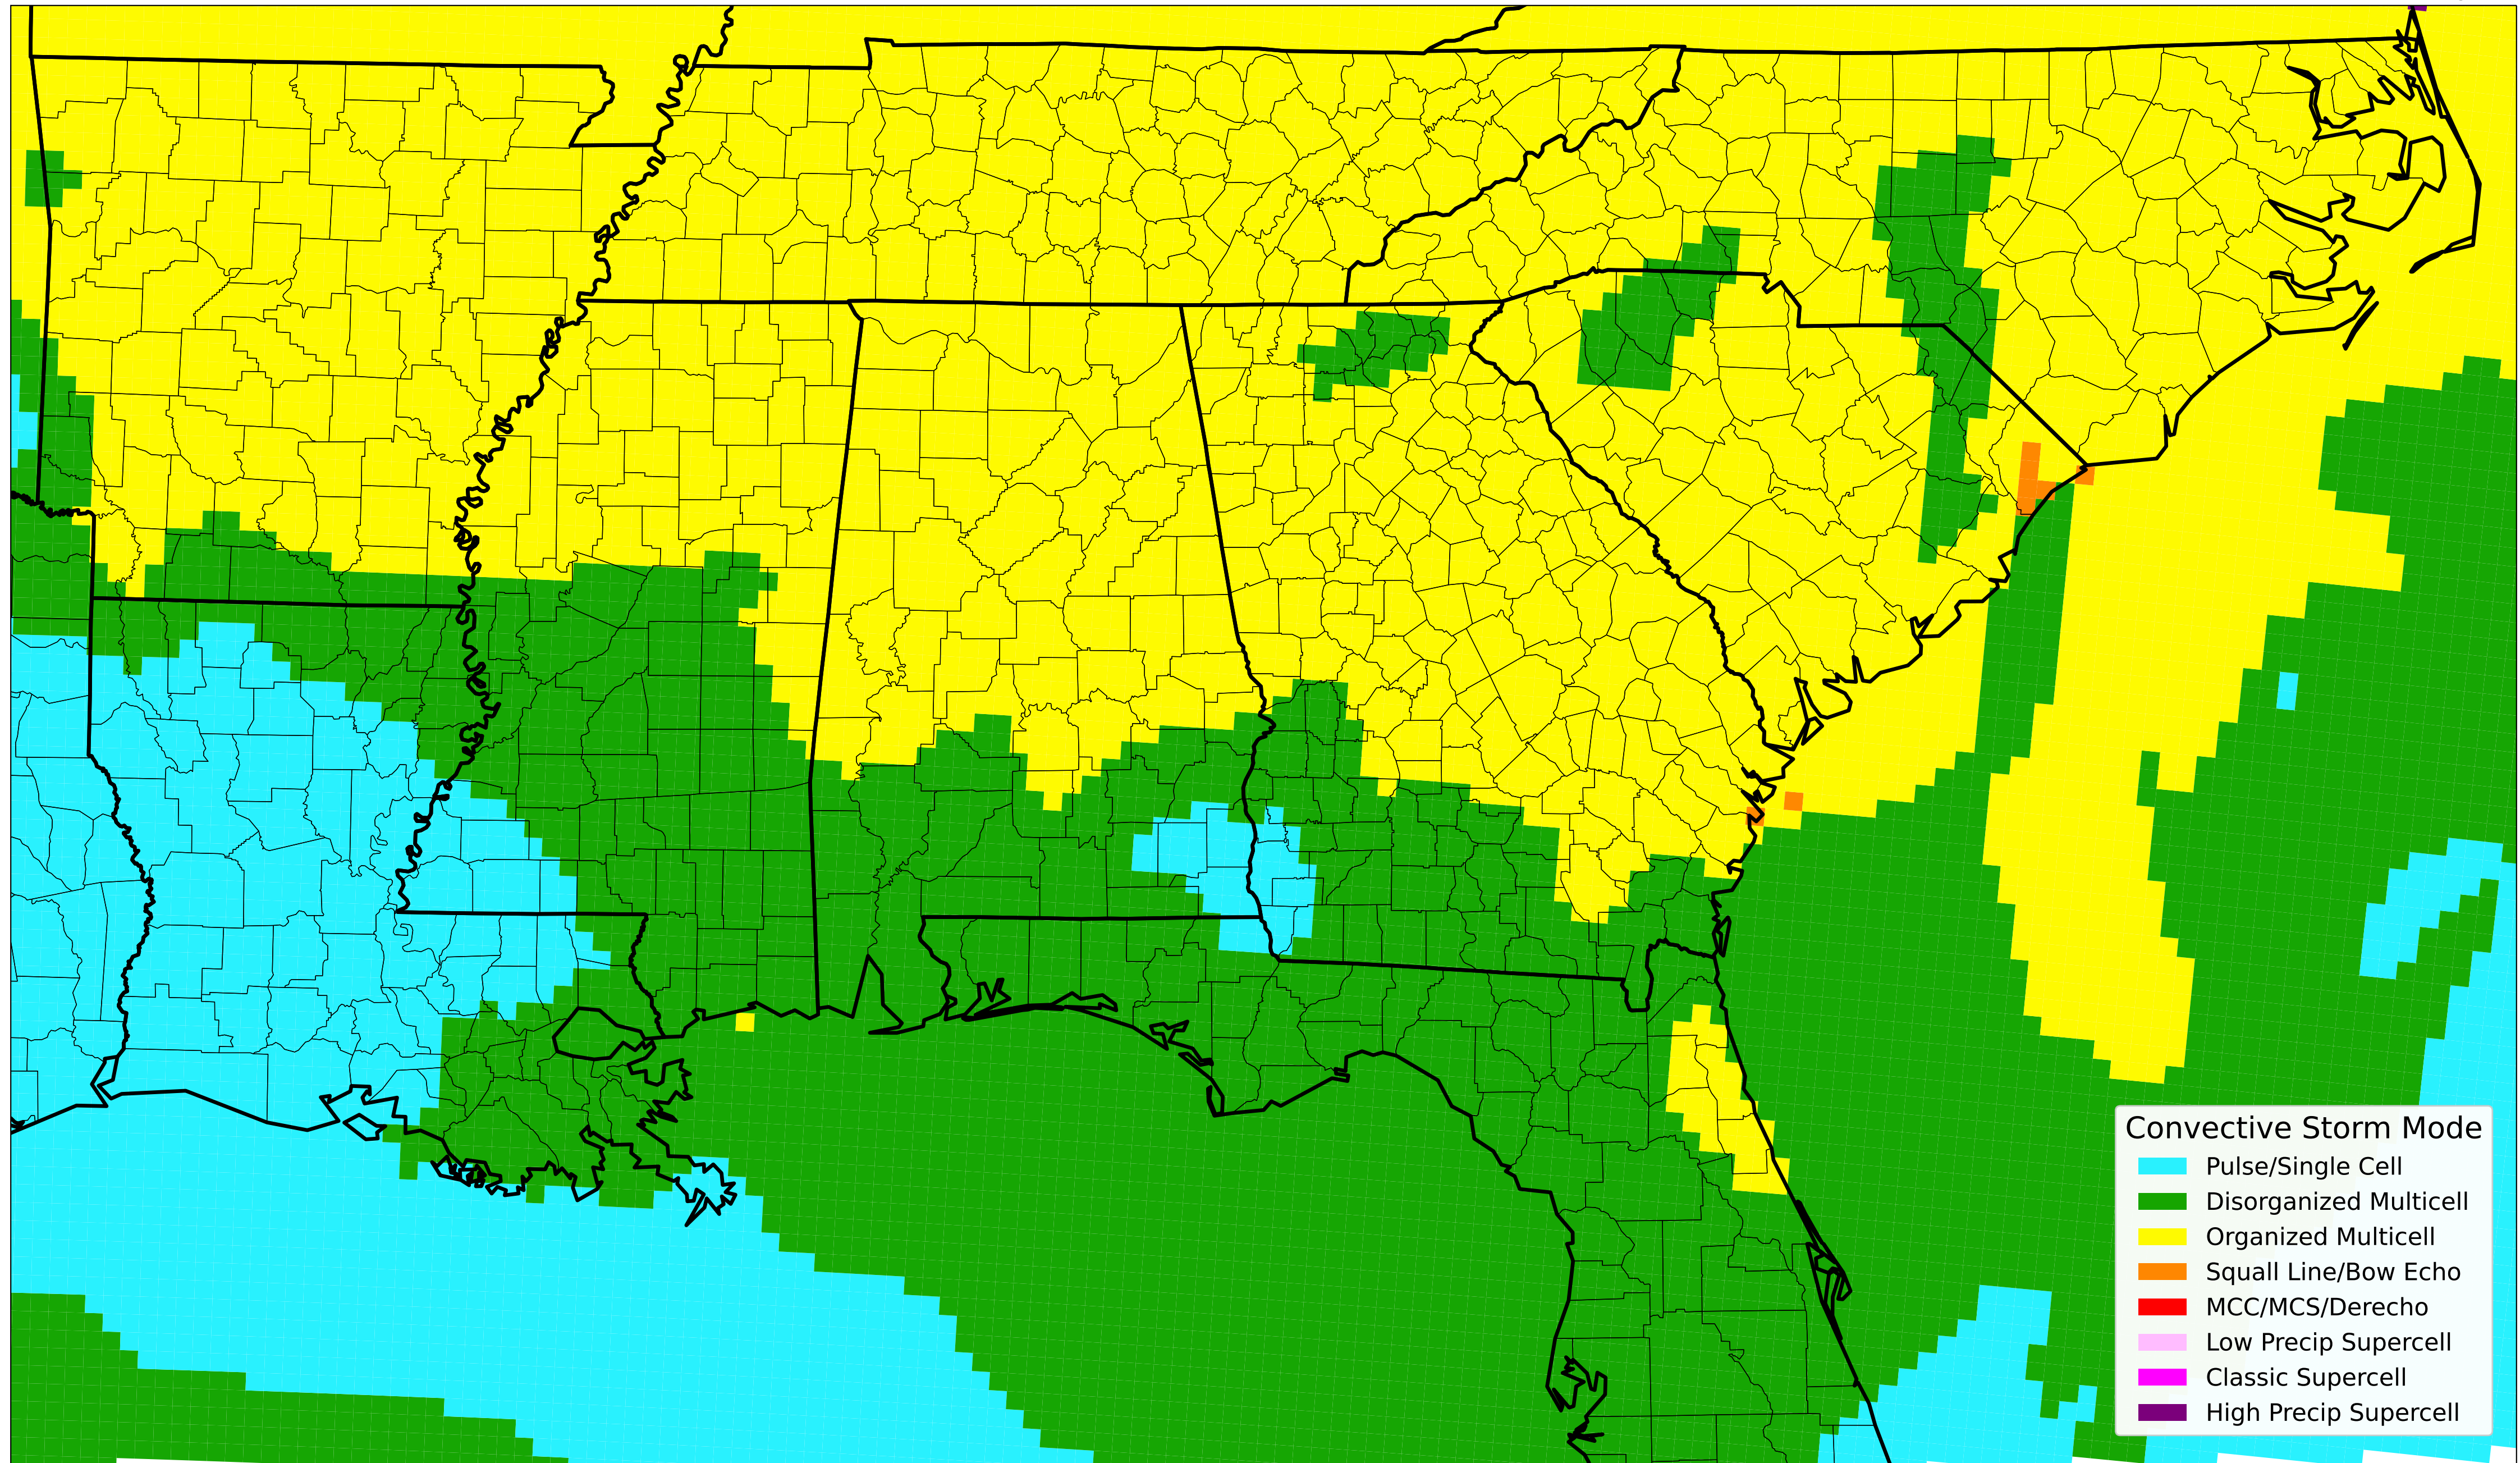 Convective Storm Mode
Pulse/Single Cell
Disorganized Multicell
Organized Multicell
Squall Line/Bow Echo
MCC/MCS/Derecho
Low Precip Supercell
Classic Supercell
High Precip Supercell